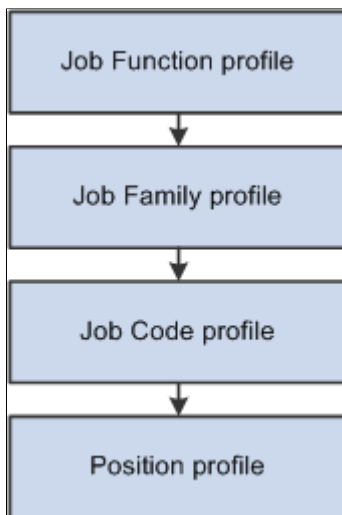 Job Function profile
Job Family profile
Job Code profile
Position profile